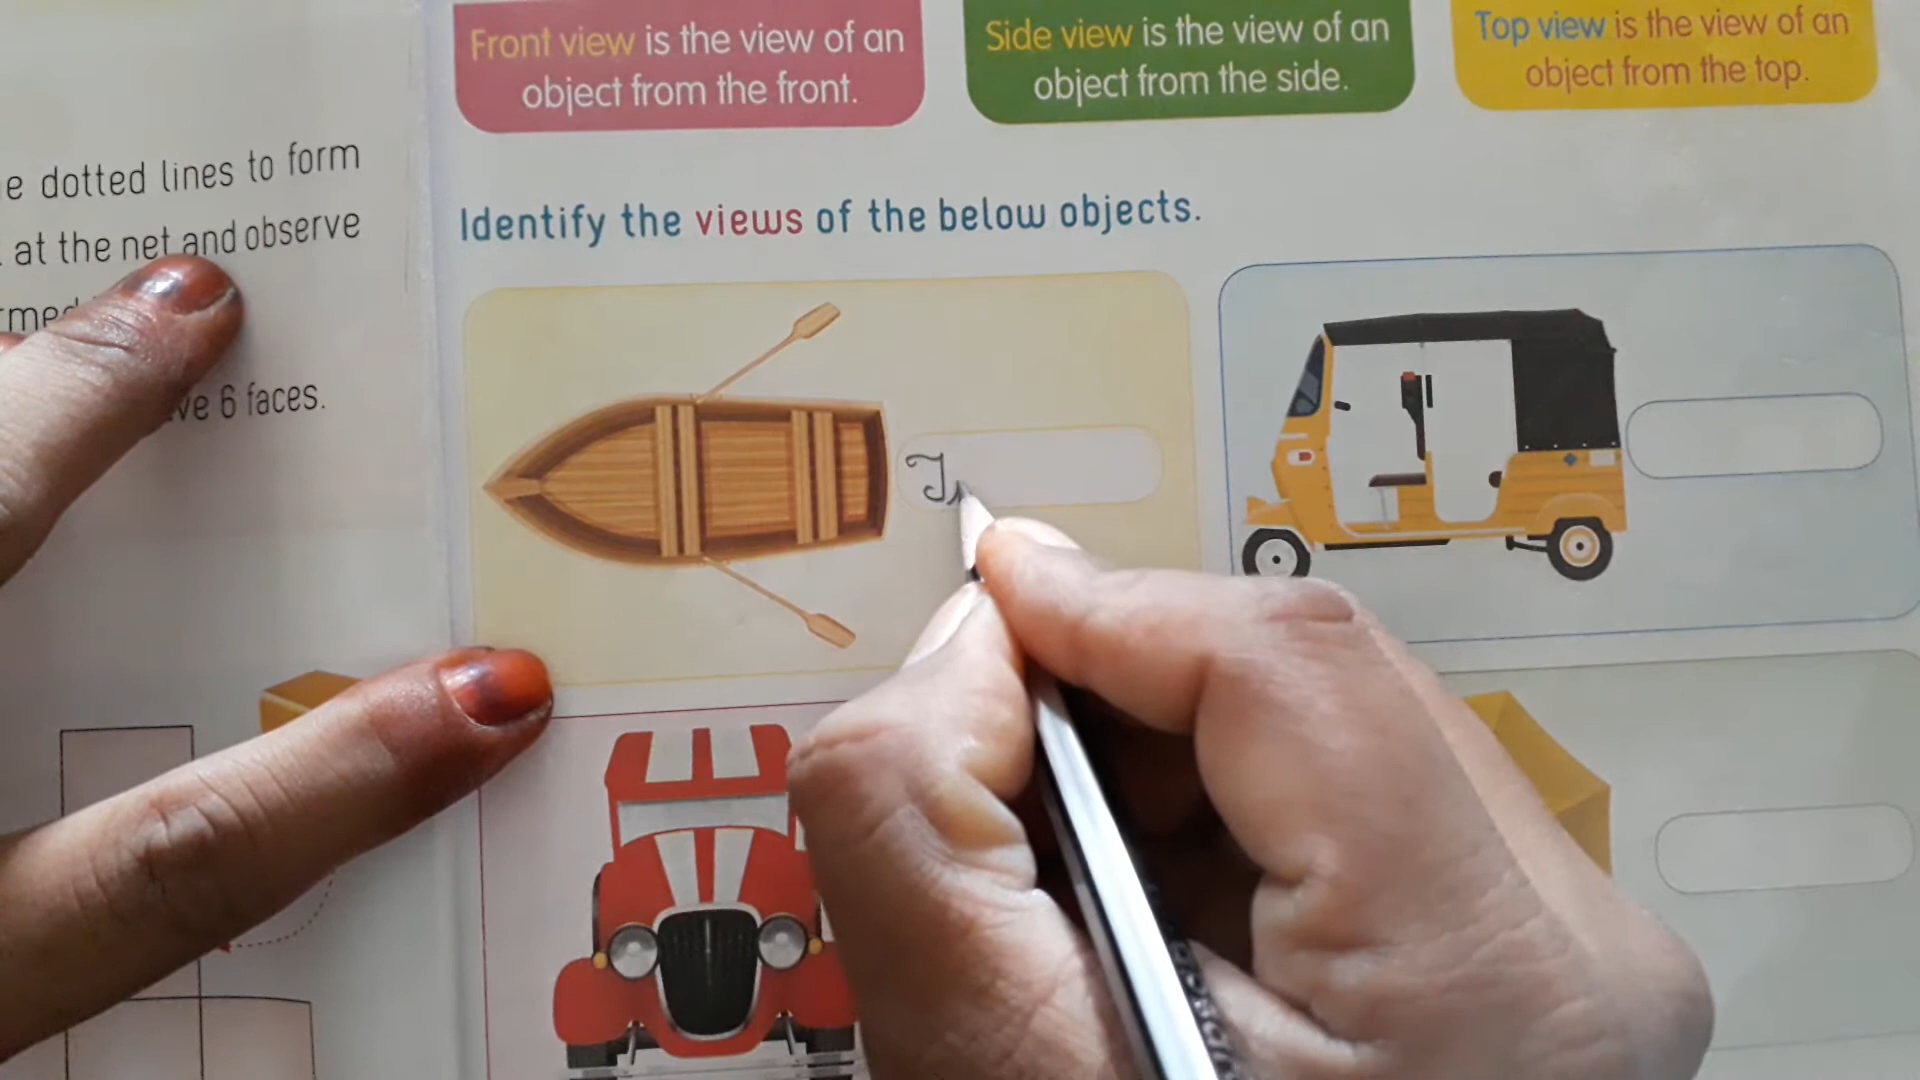 Front view is the view of an
object from the front.
Side view is the view of an
object from the side.
Top view is the view of an
object from the top.
e dotted lines to form
at the net and observe
6 faces.
Identify the views of the below objects.
T